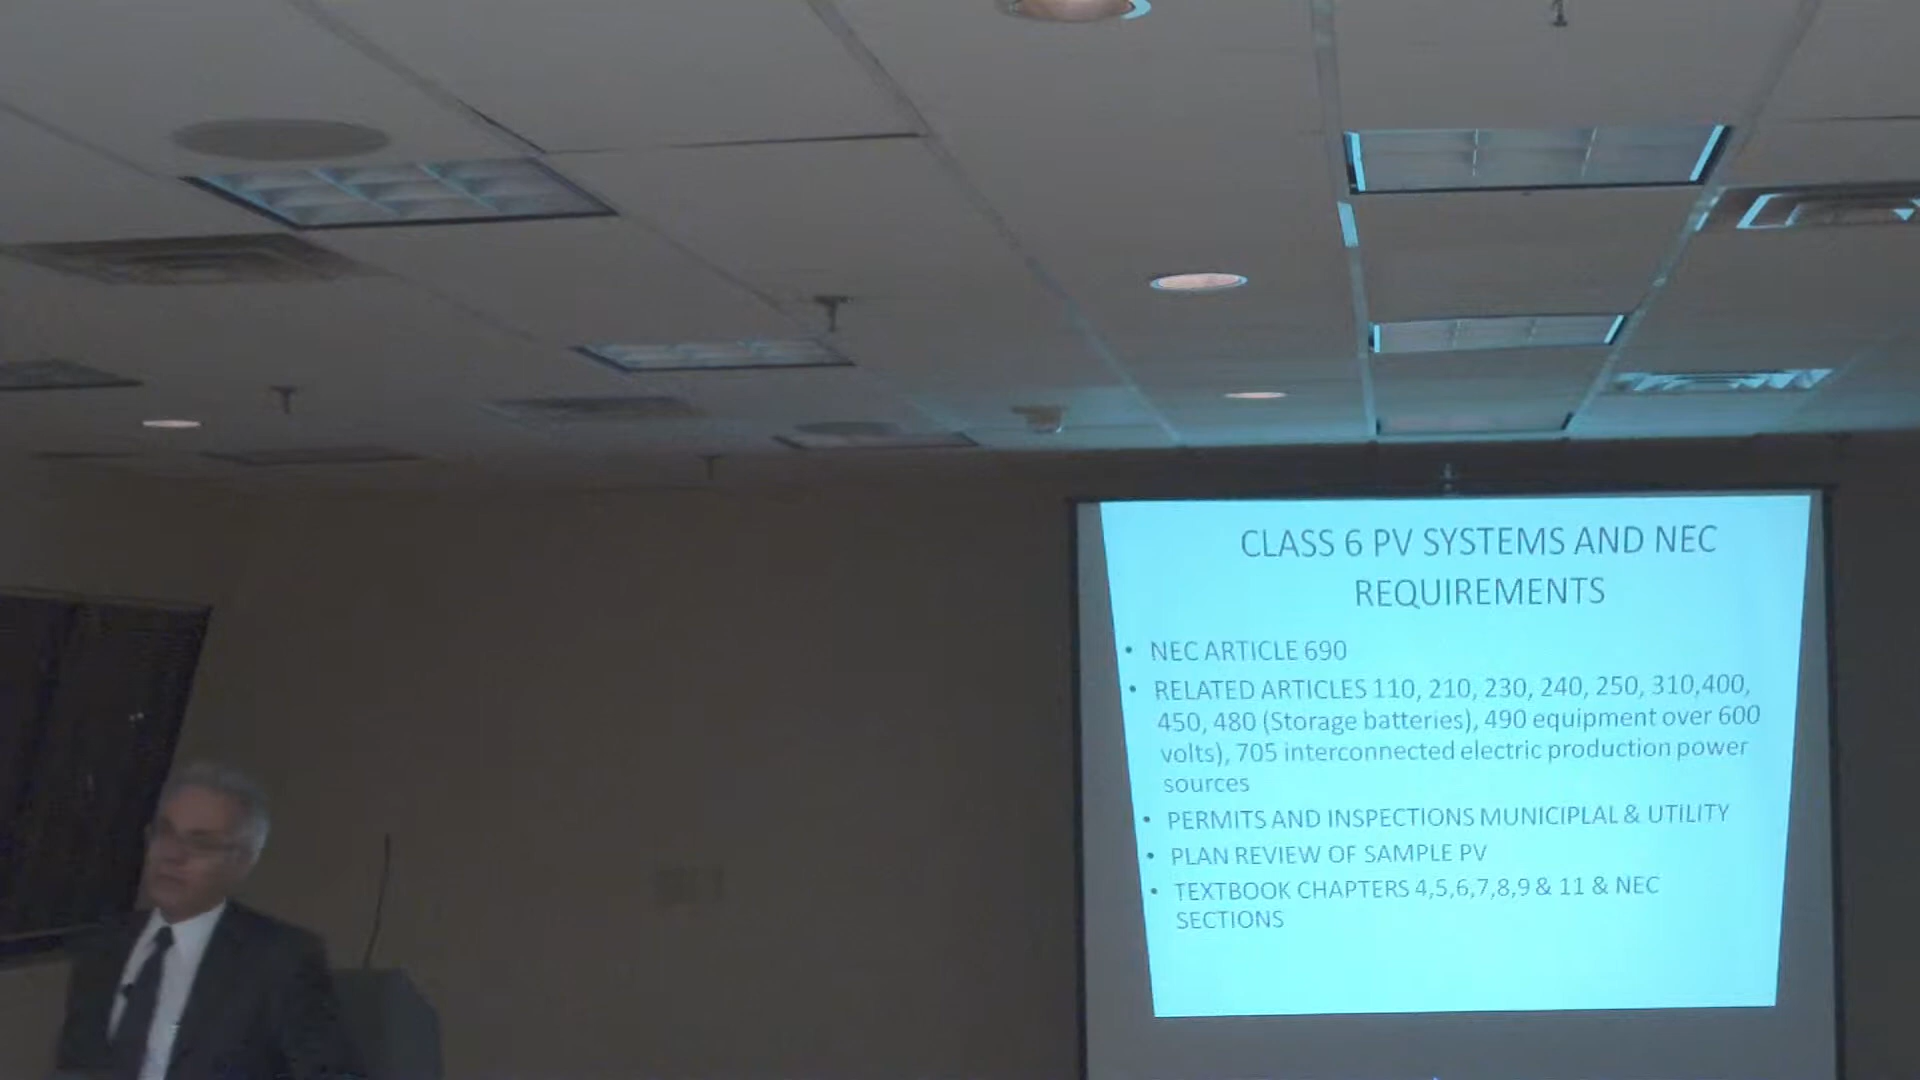 CLASS 6 PV SYSTEMS AND NEC
REQUIREMENTS
• NEC ARTICLE 690
• RELATED ARTICLES 110, 210, 230, 240, 250, 310,400,
450, 480 (Storage batteries), 490 equipment over 600
volts), 705 interconnected electric production power
sources
• PERMITS AND INSPECTIONS MUNICIPLAL & UTILITY
• PLAN REVIEW OF SAMPLE PV
• TEXTBOOK CHAPTERS 4,5,6,7,8,9 & 11 & NEC
SECTIONS